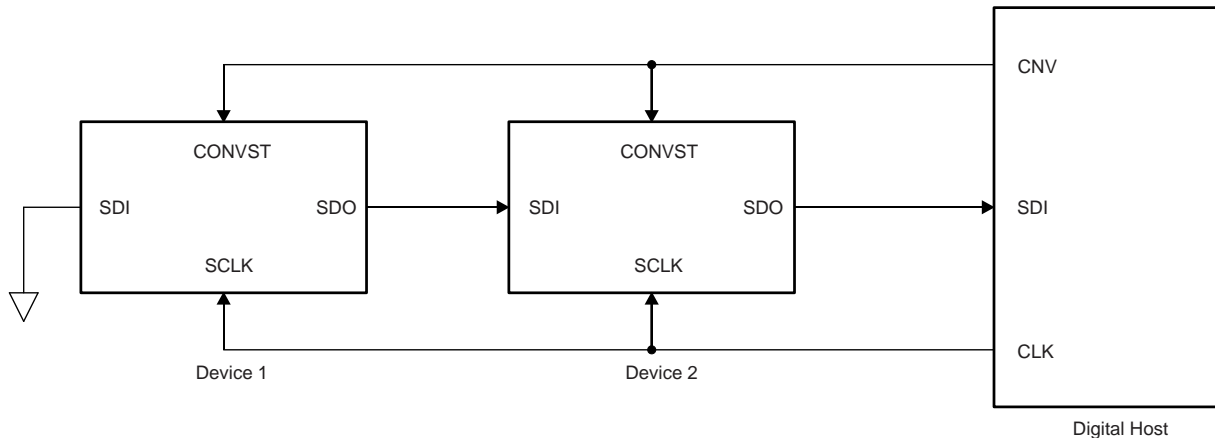 CNV
CONVST
CONVST
SDI
SDO
SDI
SDO
SDI
SCLK
SCLK
CLK
Device 1
Device 2
Digital Host